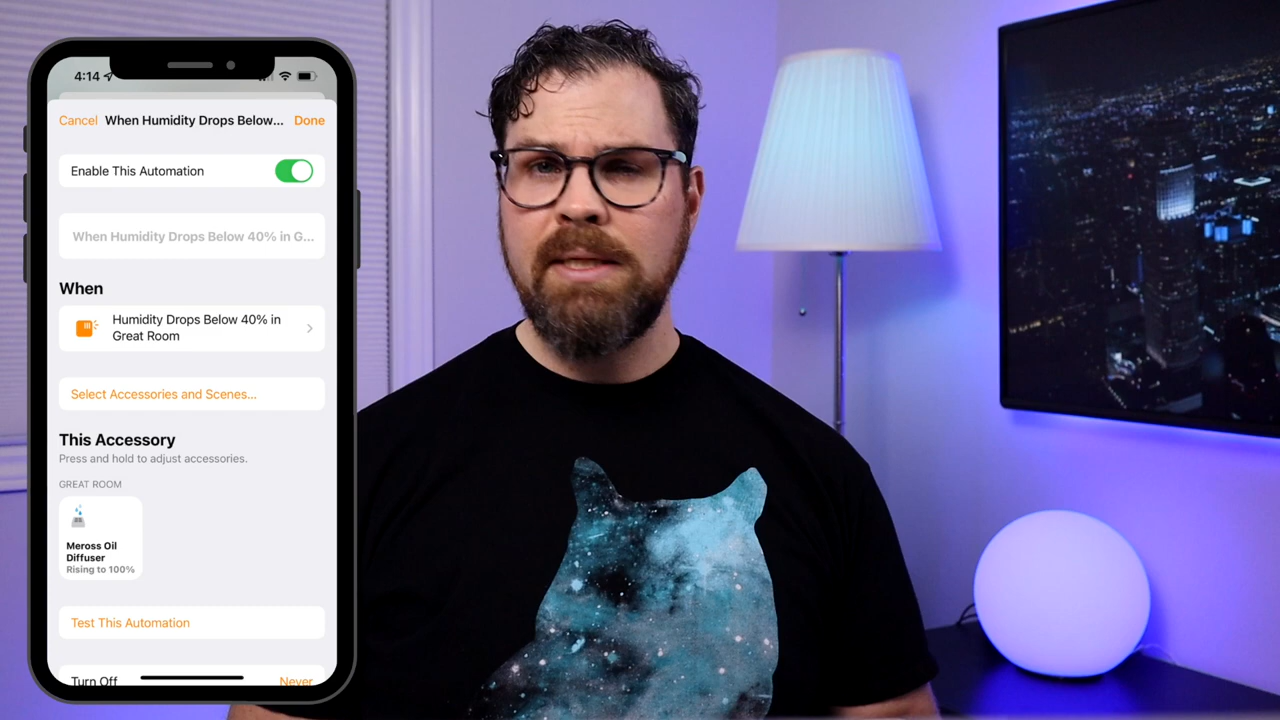 4:14
Cancel When Humidity Drops Below... Done
Enable This Automation
When Humidity Drops Below 40% in G...
When
Humidity Drops Below 40% in
Great Room
Select Accessories and Scenes...
This Accessory
Press and hold to adjust accessories.
GREAT ROOM
Meross Oil
Diffuser
Rising to 100%
Test This Automation
Turn Off Never